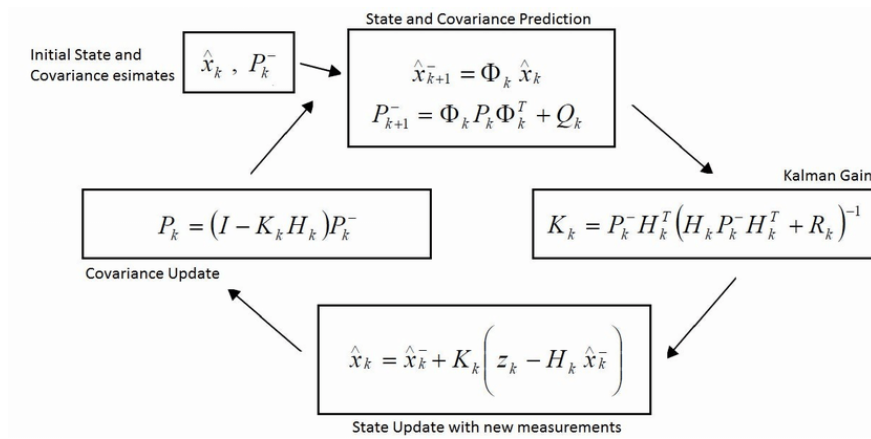 State and Covariance Prediction
Initial State and
Covariance esimates
x̂_k , P_k^-
x̂_{k+1}^- = Φ_k x̂_k
P_{k+1}^- = Φ_k P_k Φ_k^T + Q_k
Kalman Gain
P_k = (I − K_k H_k)P_k^-
K_k = P_k^- H_k^T (H_k P_k^- H_k^T + R_k)^{-1}
Covariance Update
x̂_k = x̂_k^- + K_k (z_k − H_k x̂_k^-)
State Update with new measurements